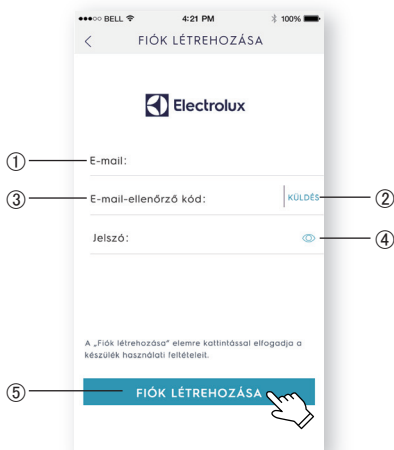 ●●●○○ BELL 4:21 PM 100%
FIÓK LÉTREHOZÁSA
Electrolux
① E-mail:
③ E-mail-ellenőrző kód: KÜLDÉS ②
Jelszó: ④
A „Fiók létrehozása" elemre kattintással elfogadja a
készülék használati feltételeit.
⑤ FIÓK LÉTREHOZÁSA